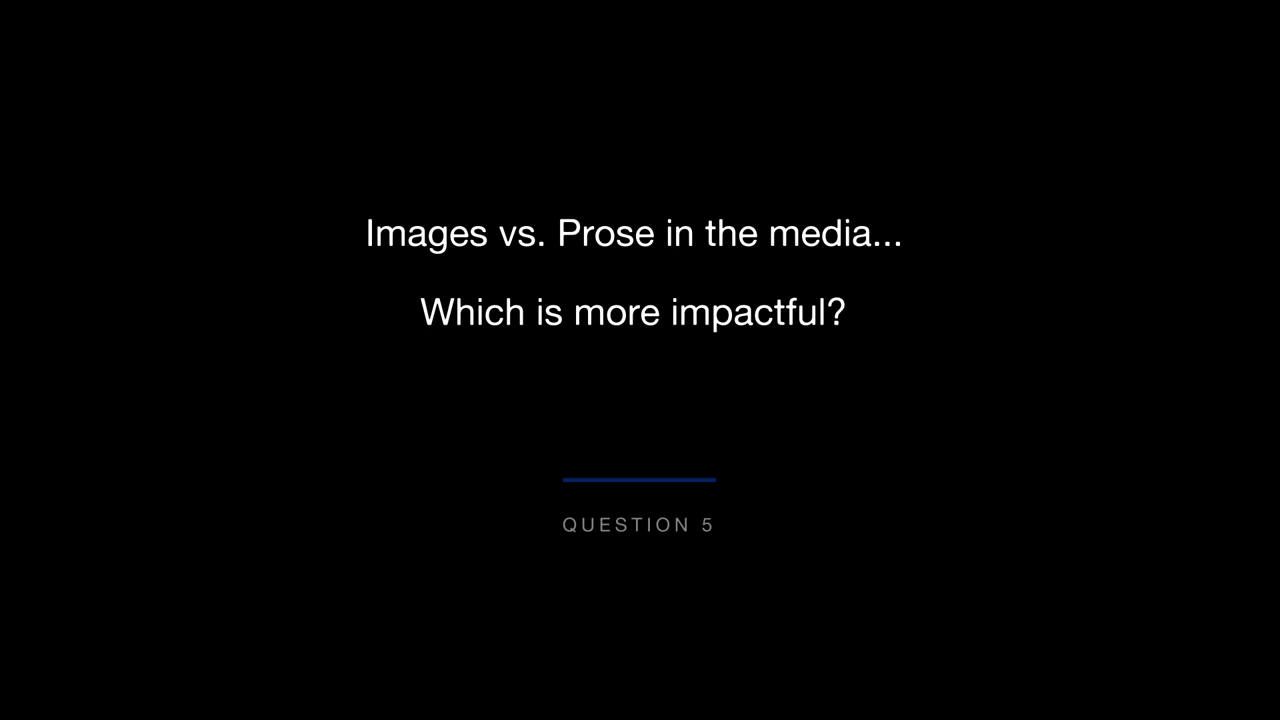 Images vs. Prose in the media...
Which is more impactful?
QUESTION 5